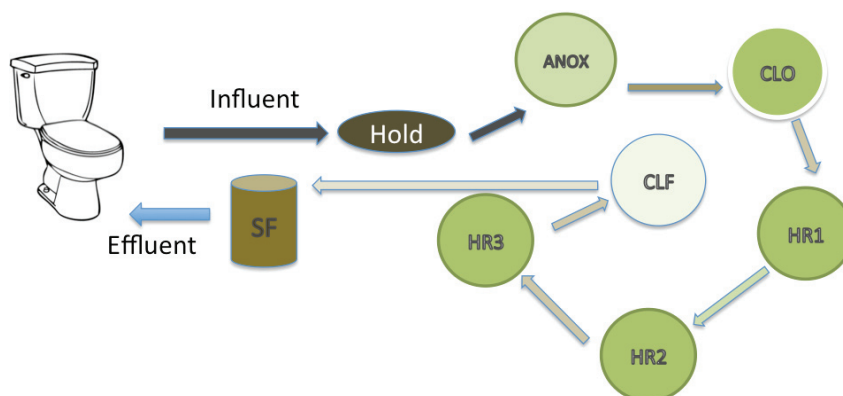 Influent
Hold
ANOX
CLO
HR1
HR2
HR3
CLF
SF
Effluent